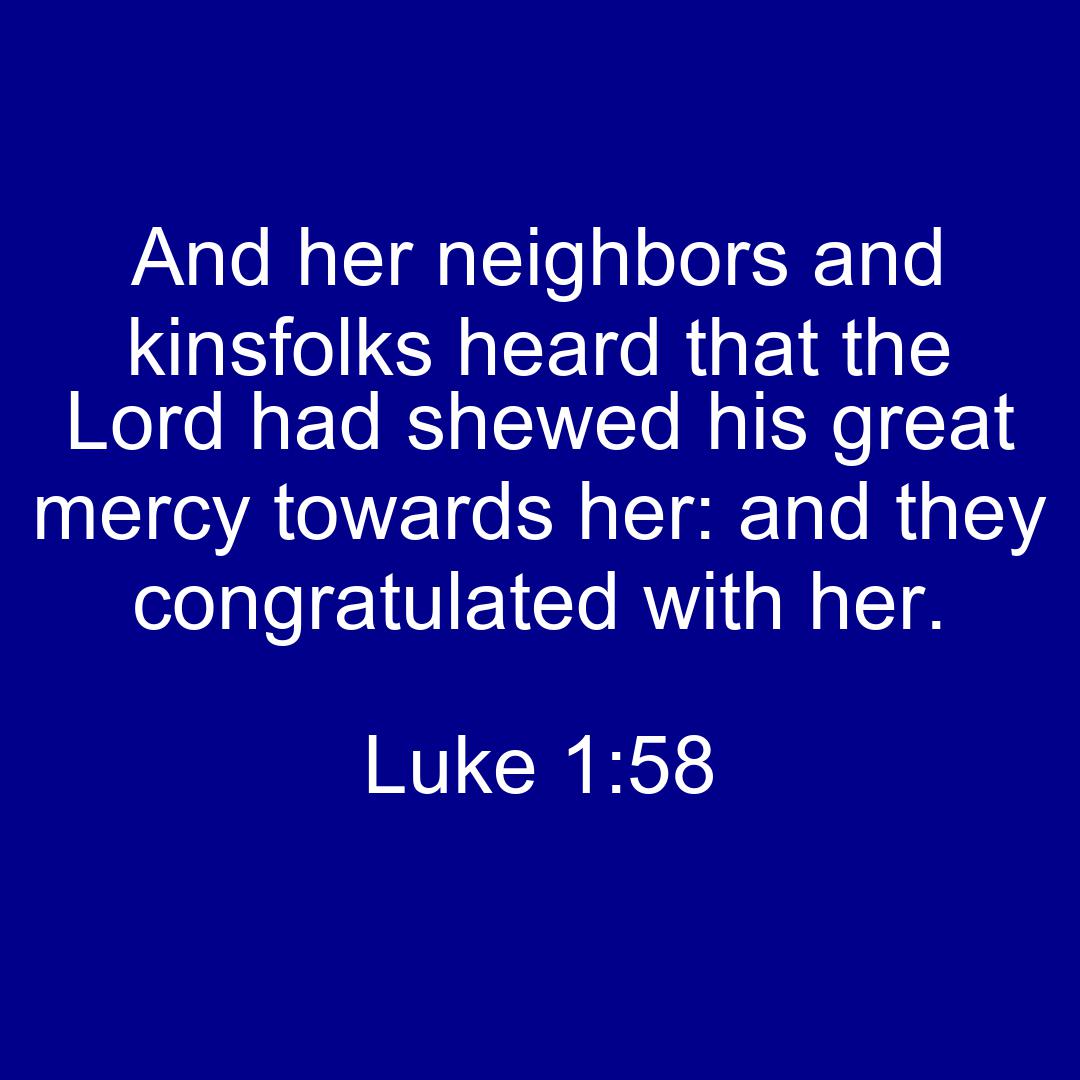 And her neighbors and
kinsfolks heard that the
Lord had shewed his great
mercy towards her: and they
congratulated with her.
Luke 1:58